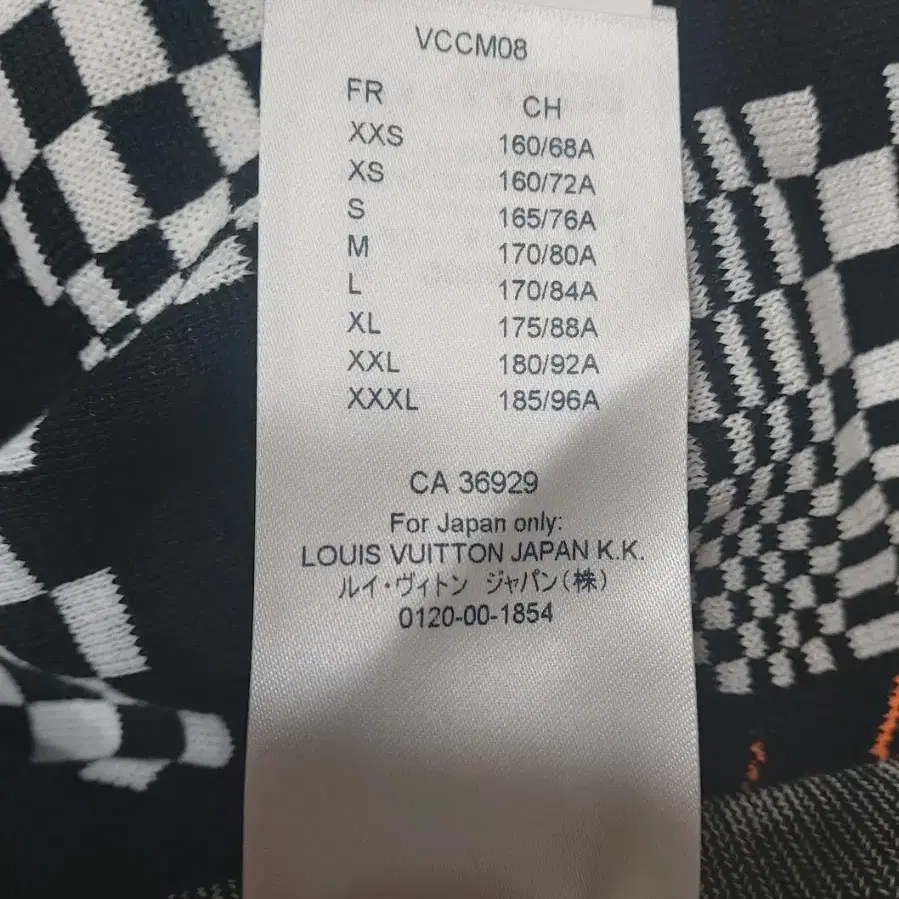 VCCM08
FR CH
XXS 160/68A
XS 160/72A
S 165/76A
M 170/80A
L 170/84A
XL 175/88A
XXL 180/92A
XXXL 185/96A
CA 36929
For Japan only:
LOUIS VUITTON JAPAN K.K.
ルイ・ヴィトン ジャパン(株)
0120-00-1854